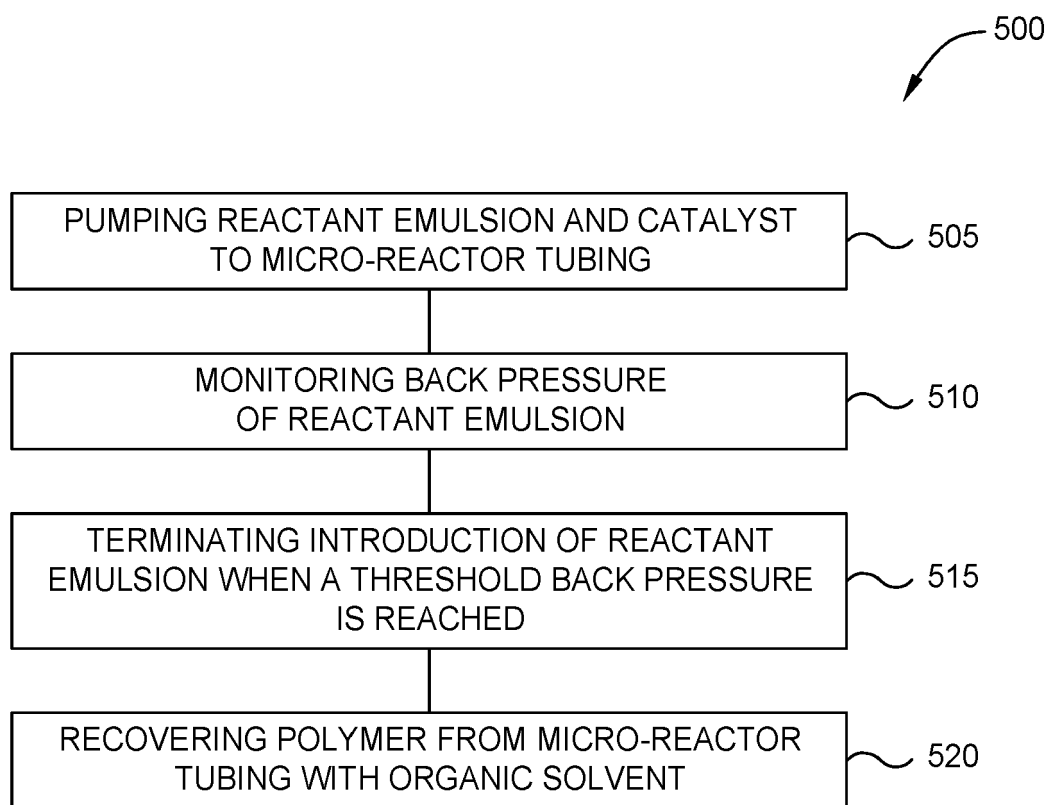 500
PUMPING REACTANT EMULSION AND CATALYST
TO MICRO-REACTOR TUBING
505
MONITORING BACK PRESSURE
OF REACTANT EMULSION
510
TERMINATING INTRODUCTION OF REACTANT
EMULSION WHEN A THRESHOLD BACK PRESSURE
IS REACHED
515
RECOVERING POLYMER FROM MICRO-REACTOR
TUBING WITH ORGANIC SOLVENT
520